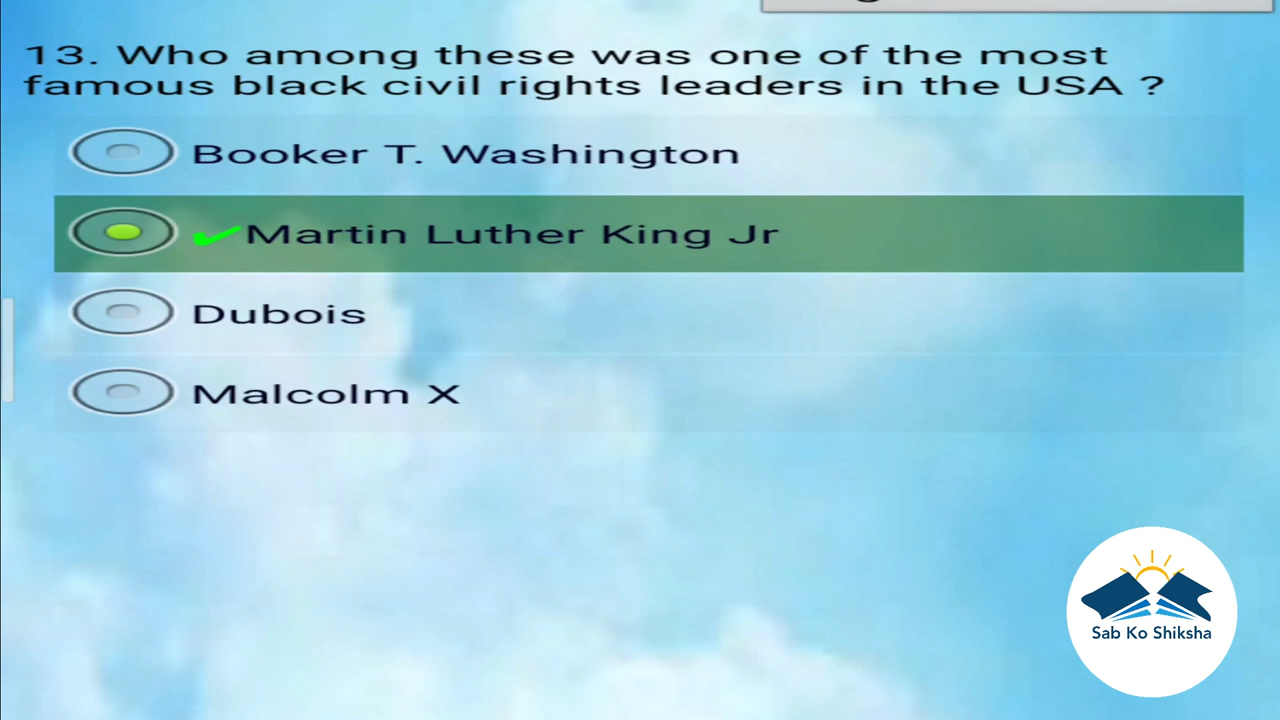 13. Who among these was one of the most
famous black civil rights leaders in the USA ?
Booker T. Washington
Martin Luther King Jr
Dubois
Malcolm X
Sab Ko Shiksha